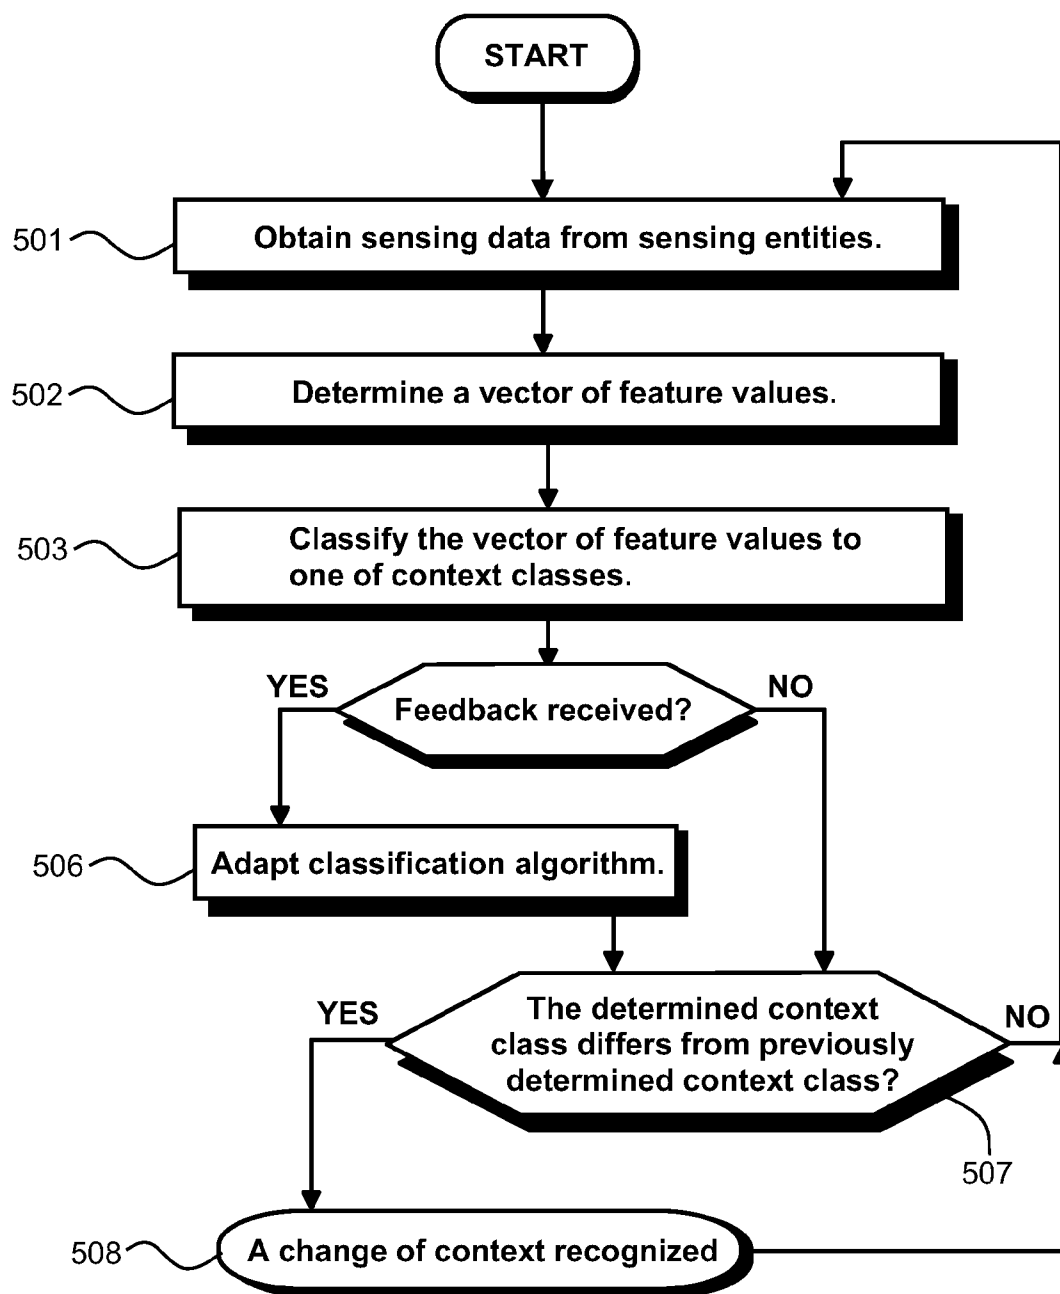 START
501
Obtain sensing data from sensing entities.
502
Determine a vector of feature values.
503
Classify the vector of feature values to
one of context classes.
YES
Feedback received?
NO
506
Adapt classification algorithm.
YES
The determined context
class differs from previously
determined context class?
NO
507
508
A change of context recognized